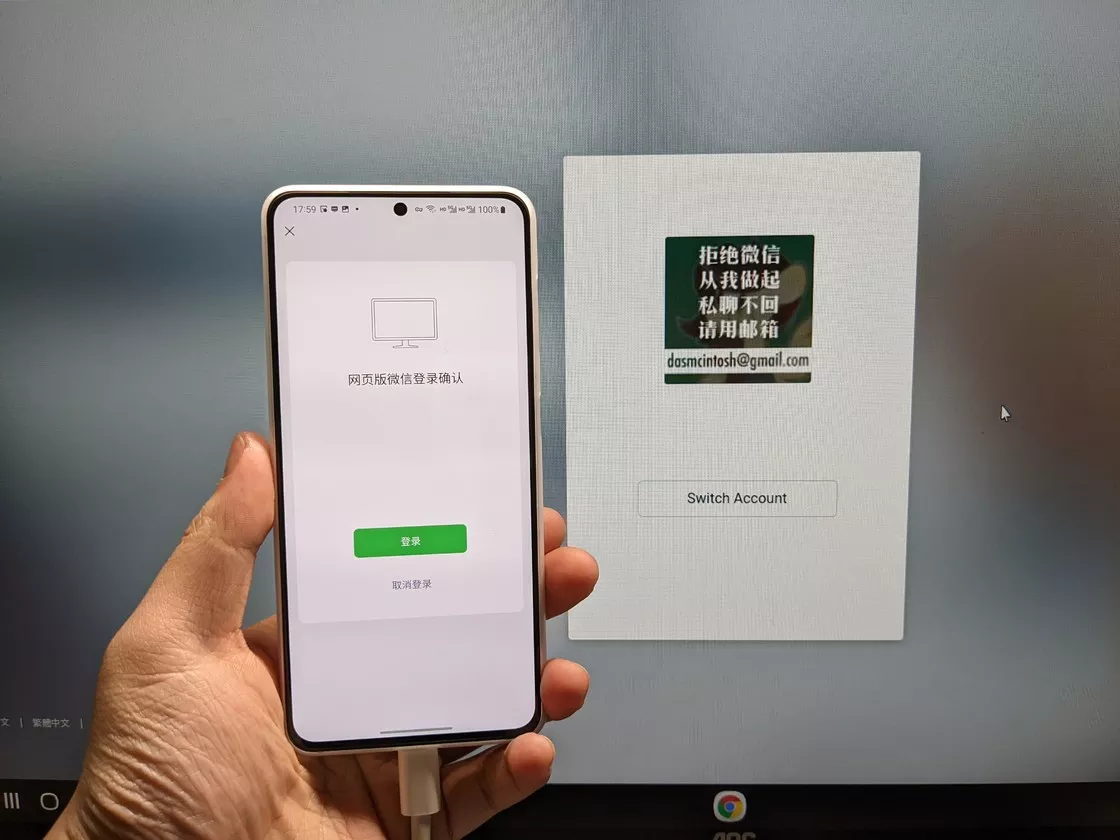 17:59
100%
网页版微信登录确认
登录
取消登录
拒绝微信
从我做起
私聊不回
请用邮箱
dasmcintosh@gmail.com
Switch Account
文 | 繁體中文 |
AOC